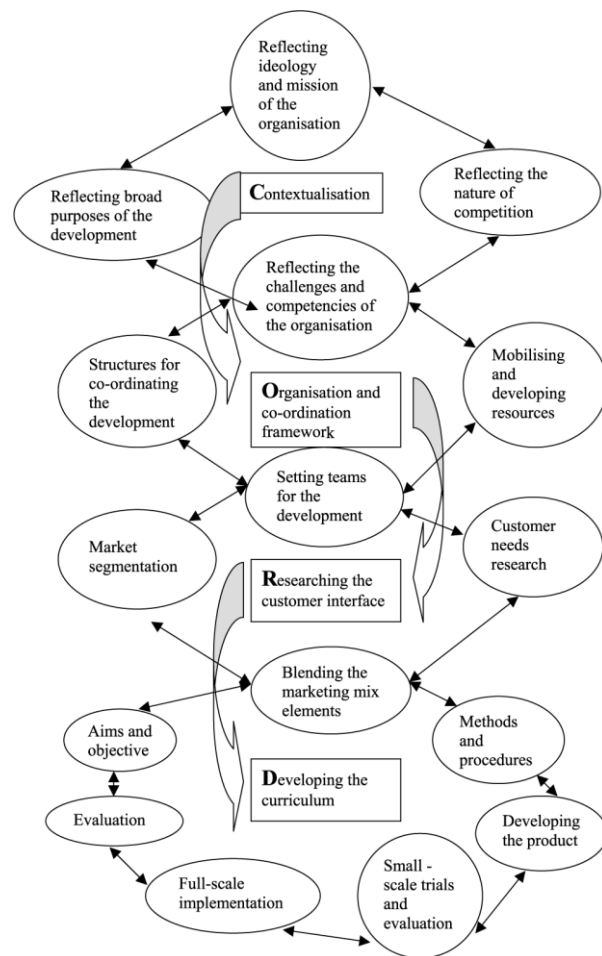 Reflecting
ideology
and mission
of the
organisation
Reflecting broad
purposes of the
development
Contextualisation
Reflecting the
nature of
competition
Reflecting the
challenges and
competencies of
the organisation
Structures for
co-ordinating
the
development
Organisation and
co-ordination
framework
Mobilising
and
developing
resources
Setting teams
for the
development
Market
segmentation
Customer
needs
research
Researching the
customer interface
Blending the
marketing mix
elements
Aims and
objective
Methods
and
procedures
Developing the
curriculum
Evaluation
Developing
the product
Full-scale
implementation
Small -
scale trials
and
evaluation